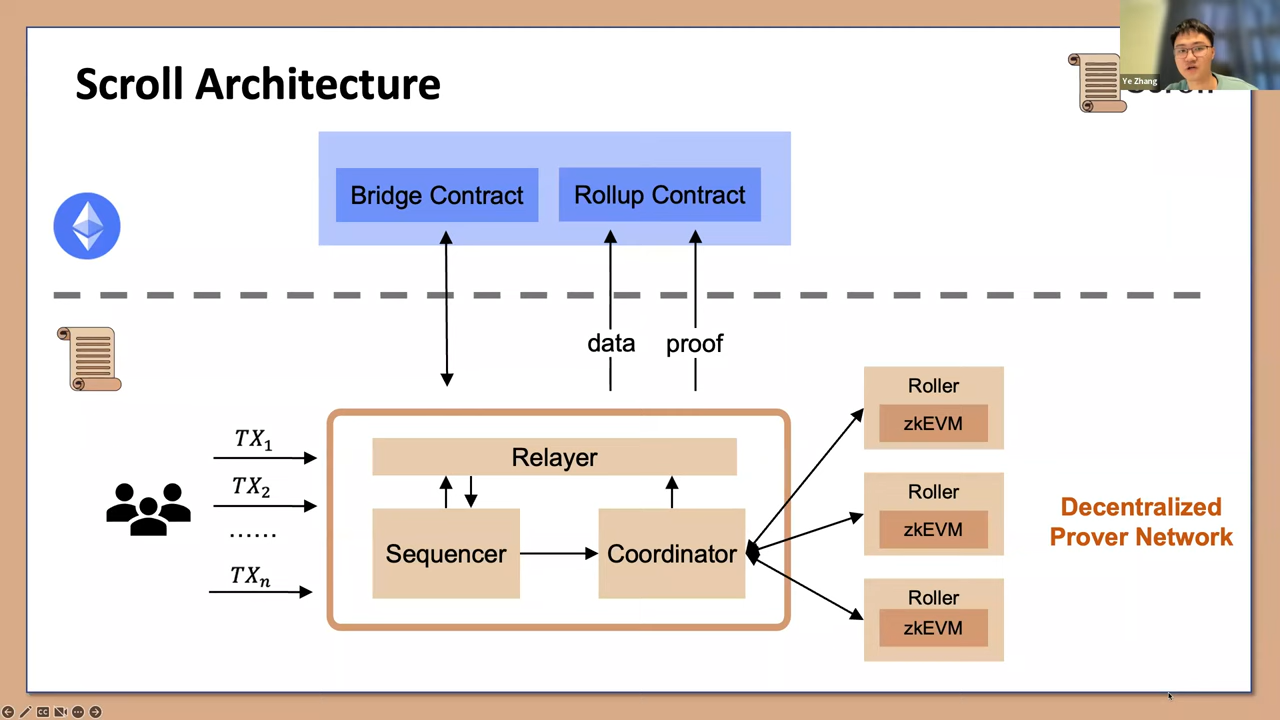 Scroll Architecture
Ye Zhang
Bridge Contract
Rollup Contract
data
proof
TX1
TX2
......
TXn
Relayer
Sequencer
Coordinator
Roller
zkEVM
Roller
zkEVM
Roller
zkEVM
Decentralized
Prover Network
CC